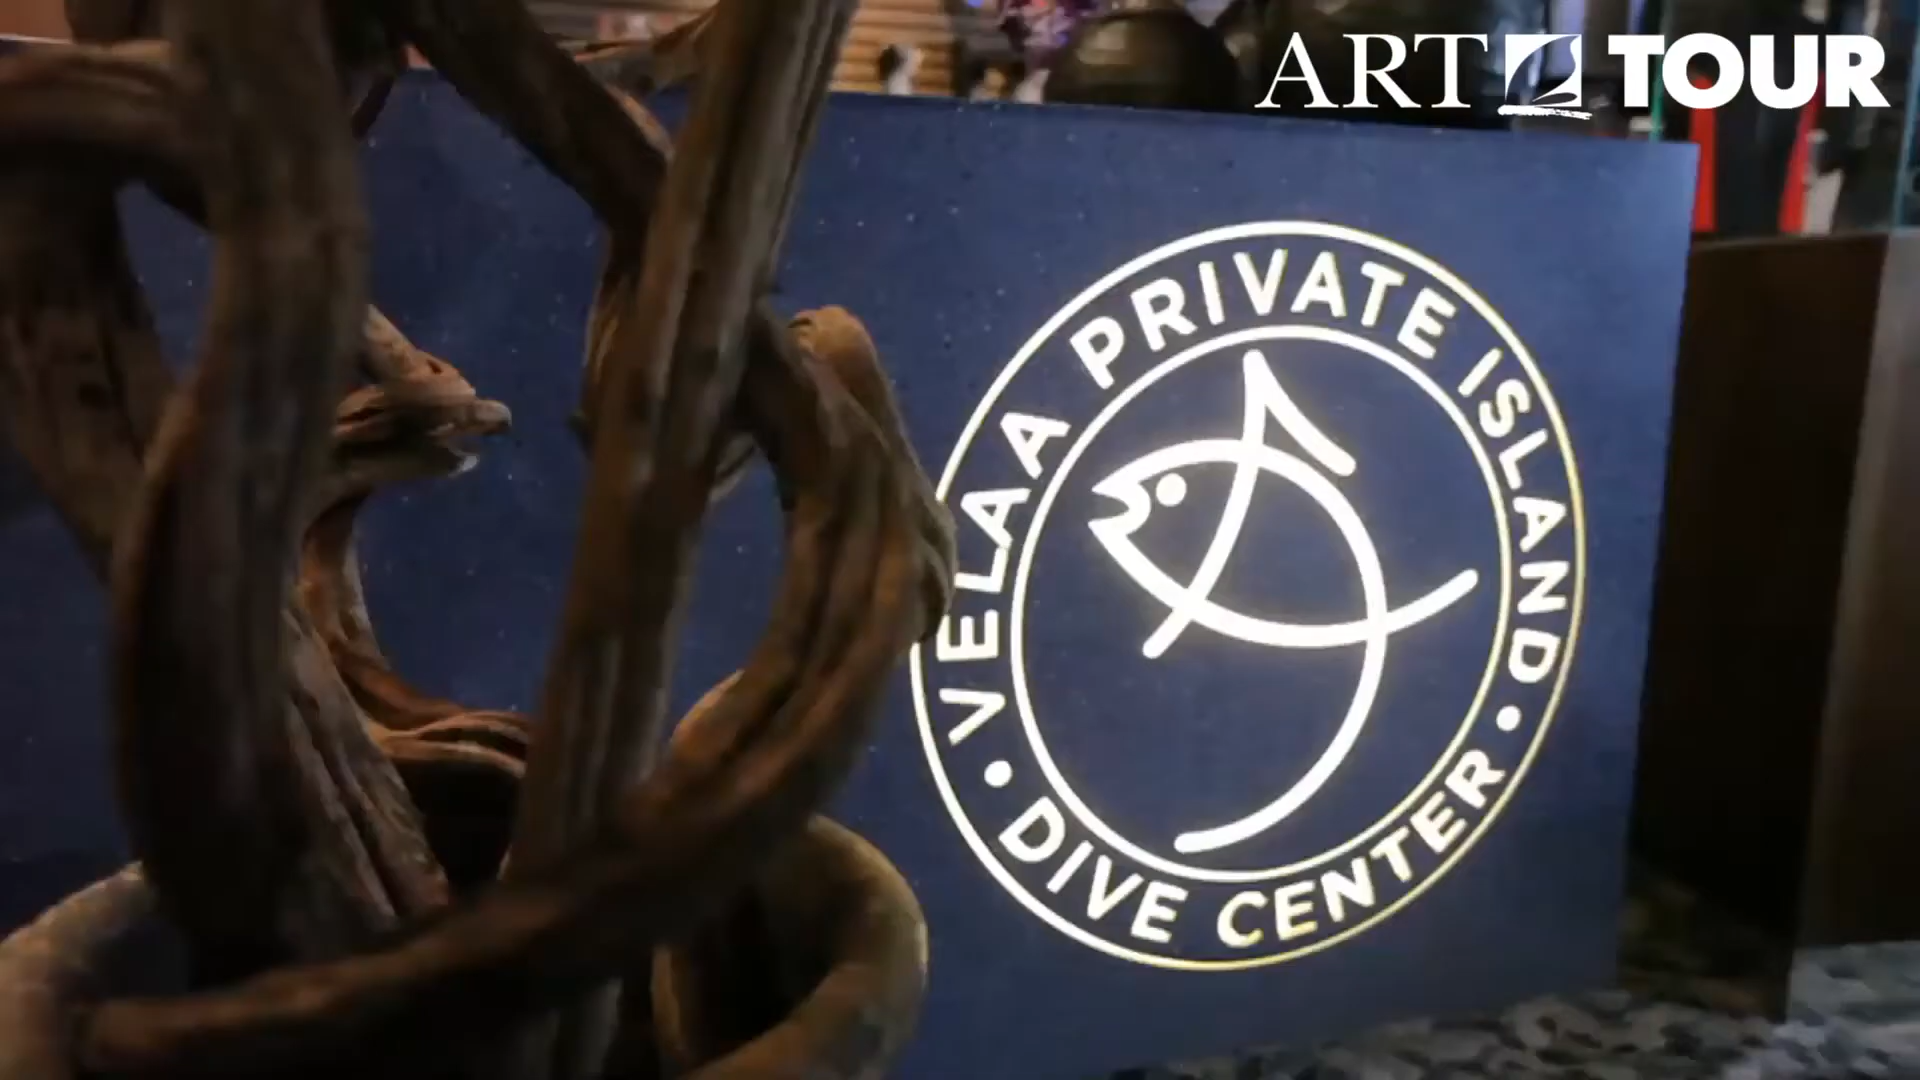 ART TOUR
VELAA PRIVATE ISLAND
• DIVE CENTER •